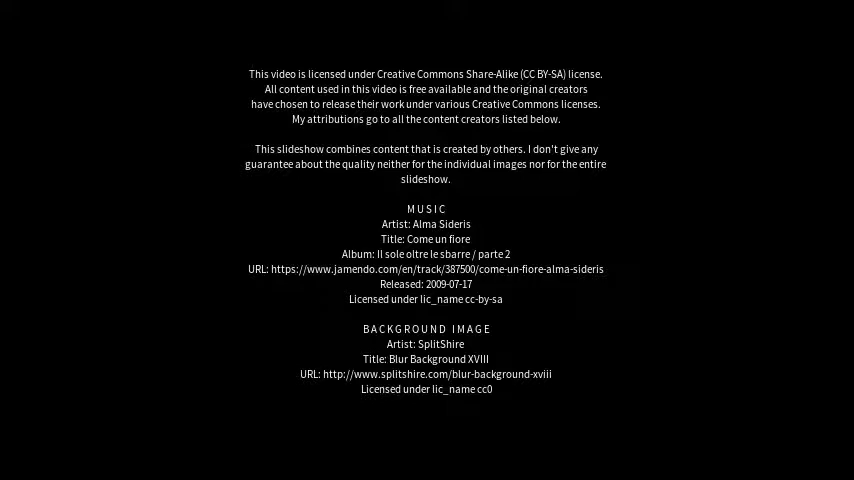 This video is licensed under Creative Commons Share-Alike (CC BY-SA) license.
All content used in this video is free available and the original creators
have chosen to release their work under various Creative Commons licenses.
My attributions go to all the content creators listed below.
This slideshow combines content that is created by others. I don't give any
guarantee about the quality neither for the individual images nor for the entire
slideshow.
MUSIC
Artist: Alma Sideris
Title: Come un fiore
Album: Il sole oltre le sbarre / parte 2
URL: https://www.jamendo.com/en/track/387500/come-un-fiore-alma-sideris
Released: 2009-07-17
Licensed under lic_name cc-by-sa
BACKGROUND IMAGE
Artist: SplitShire
Title: Blur Background XVIII
URL: http://www.splitshire.com/blur-background-xviii
Licensed under lic_name cc0